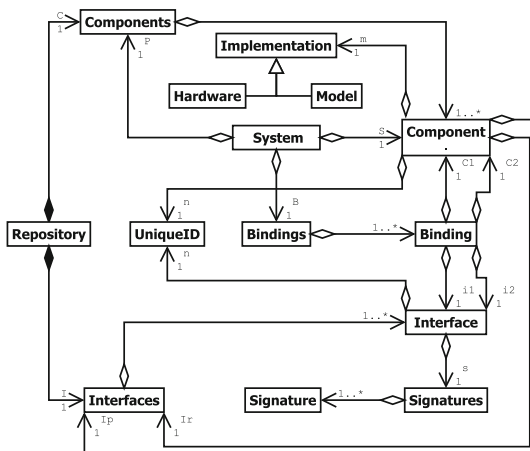 C
1
Components
P
1
Implementation
m
1
Hardware
Model
System
S
1
1..*
Component
.
C1
1
C2
1
n
1
B
1
1..*
Repository
UniqueID
Bindings
Binding
n
1
i1
1
i2
1
1..*
Interface
s
1
I
1
Interfaces
Signature
1..*
Signatures
Ip
1
Ir
1